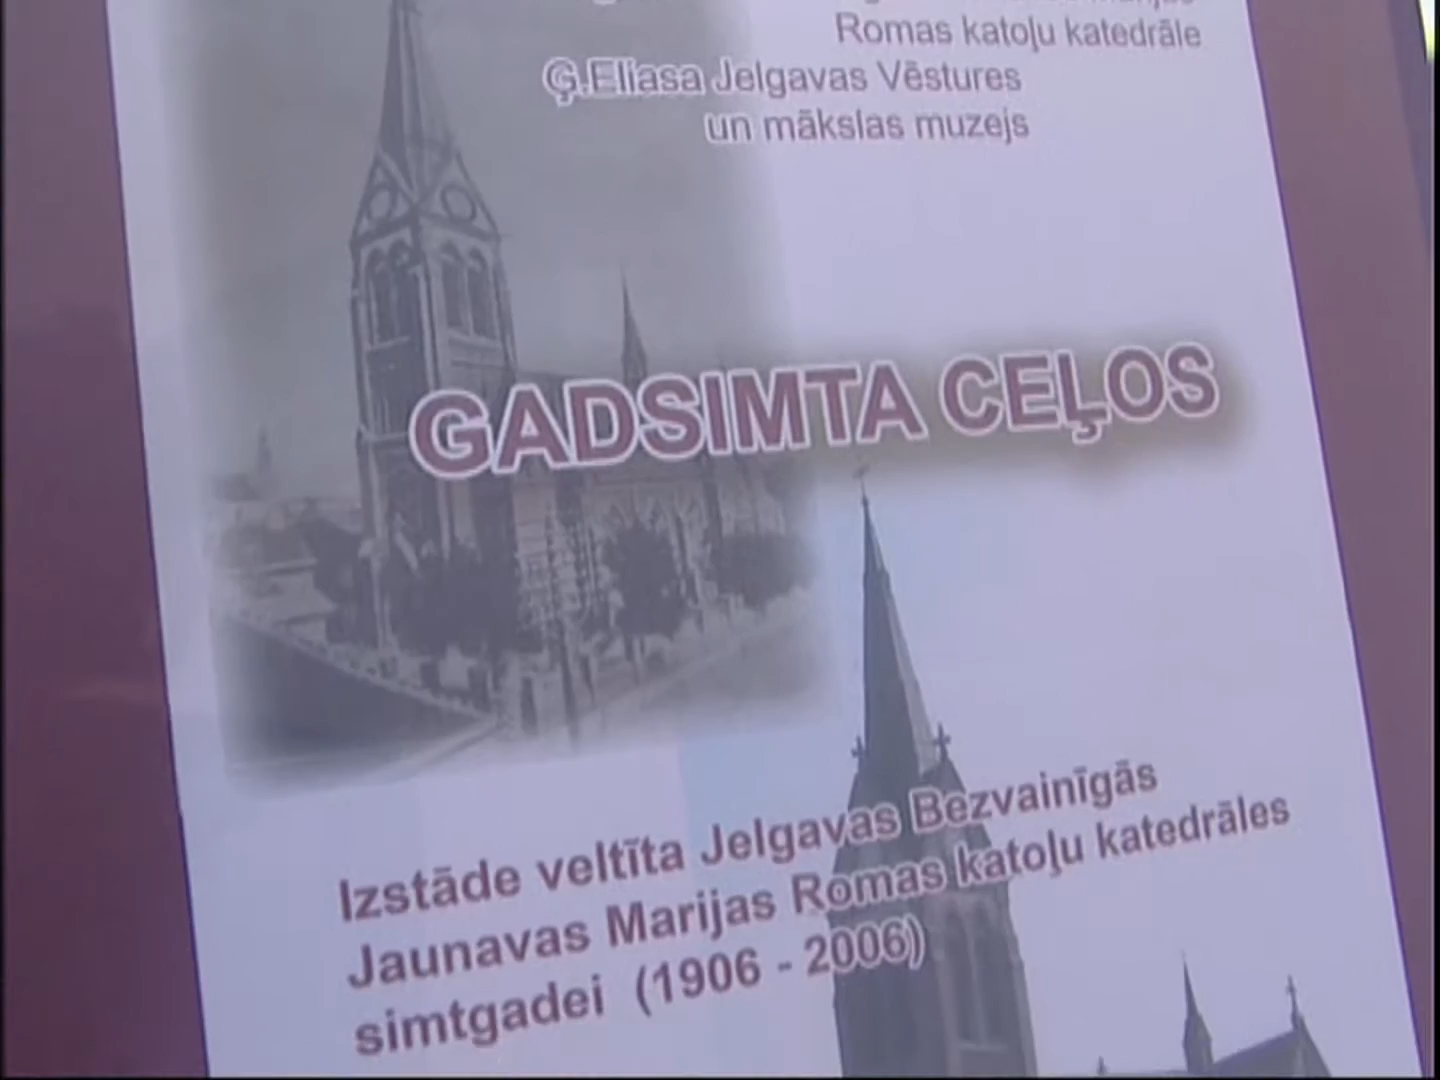 Romas katoļu katedrāle
Ģ.Eliasa Jelgavas Vēstures
un mākslas muzejs
GADSIMTA CEĻOS
Izstāde veltīta Jelgavas Bezvainīgās
Jaunavas Marijas Romas katoļu katedrāles
simtgadei (1906 - 2006)